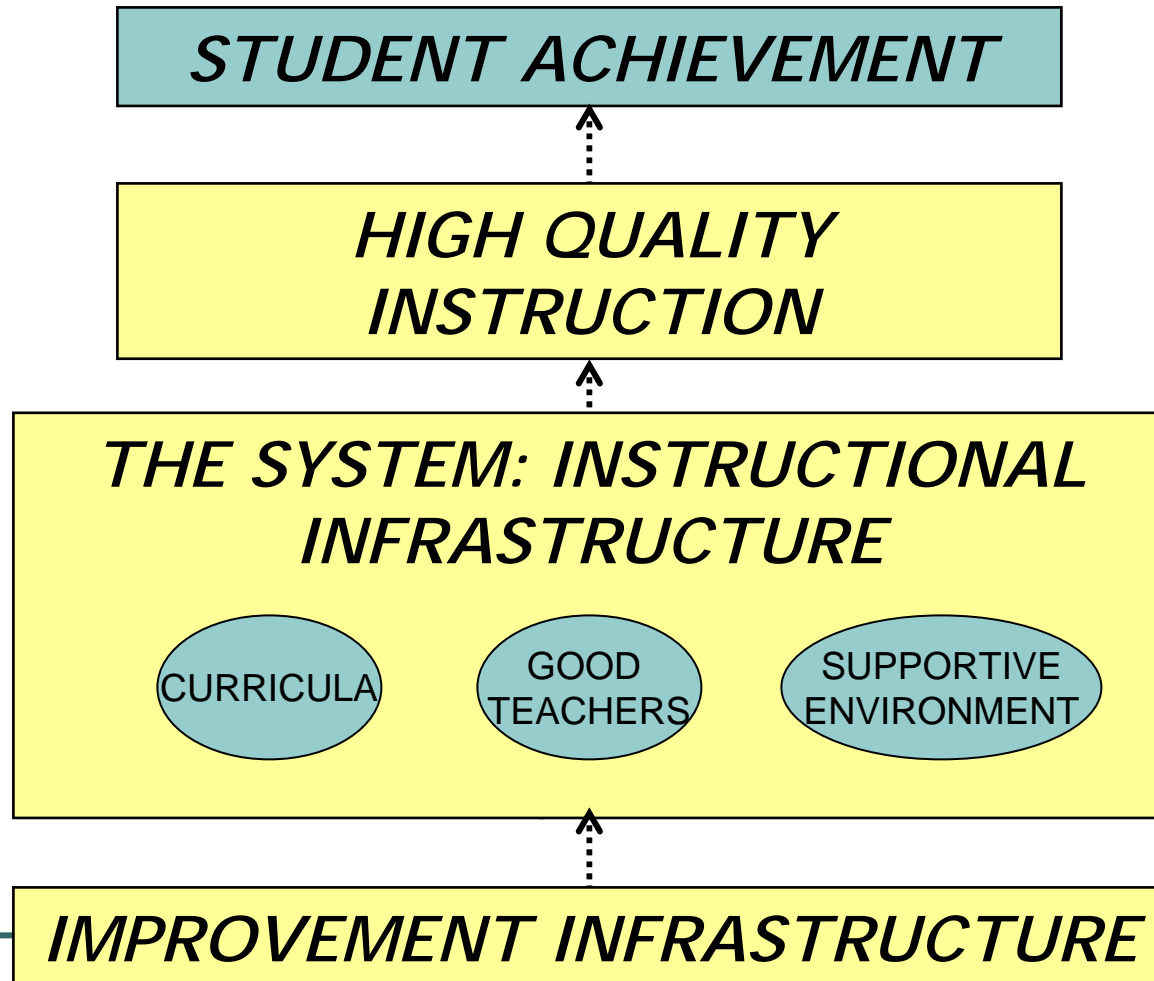 STUDENT ACHIEVEMENT
HIGH QUALITY
INSTRUCTION
THE SYSTEM: INSTRUCTIONAL
INFRASTRUCTURE
CURRICULA
GOOD
TEACHERS
SUPPORTIVE
ENVIRONMENT
IMPROVEMENT INFRASTRUCTURE